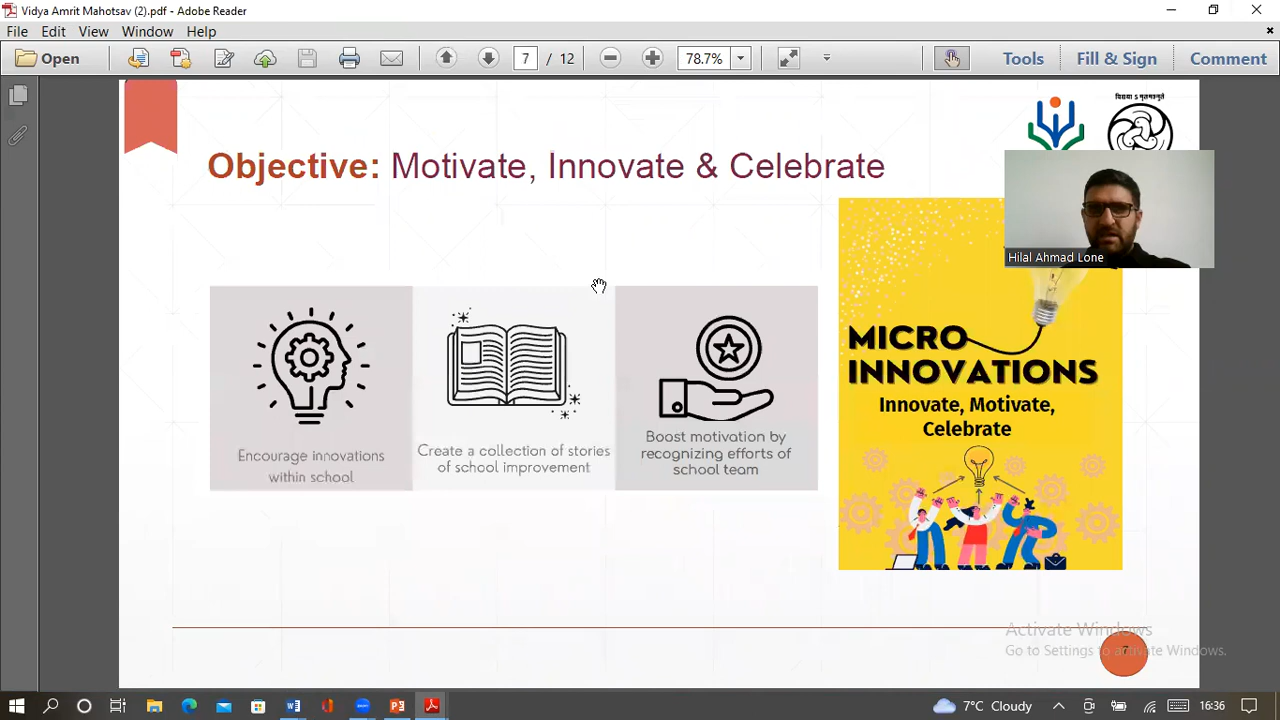 Vidya Amrit Mahotsav (2).pdf - Adobe Reader
File Edit View Window Help
Open 7 / 12 78.7% Tools Fill & Sign Comment
विद्यया ऽ मृतमश्नुते
Objective: Motivate, Innovate & Celebrate
Hilal Ahmad Lone
Encourage innovations
within school
Create a collection of stories
of school improvement
Boost motivation by
recognizing efforts of
school team
MICRO
INNOVATIONS
Innovate, Motivate,
Celebrate
Activate Windows
Go to Settings to activate Windows.
7
7°C Cloudy 16:36